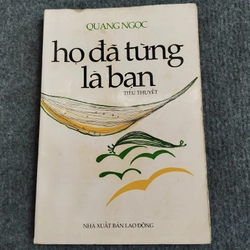 QUANG NGỌC
họ đã từng
là bạn
TIỂU THUYẾT
NHÀ XUẤT BẢN LAO ĐỘNG